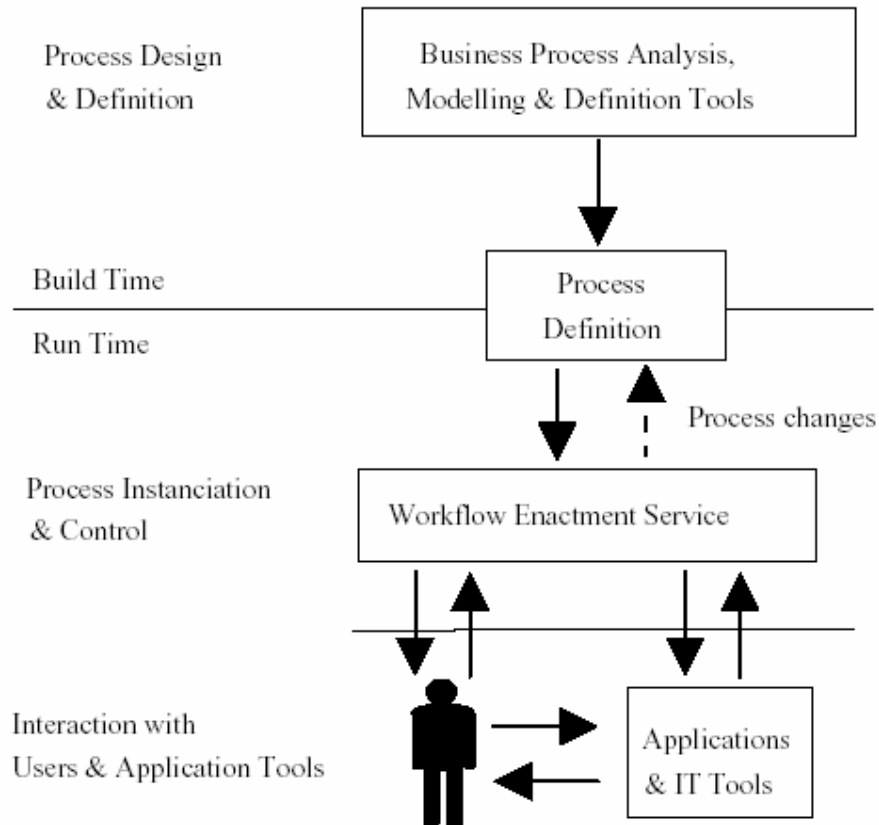 Process Design
& Definition
Business Process Analysis,
Modelling & Definition Tools
Build Time
Process
Definition
Run Time
Process changes
Process Instanciation
& Control
Workflow Enactment Service
Interaction with
Users & Application Tools
Applications
& IT Tools